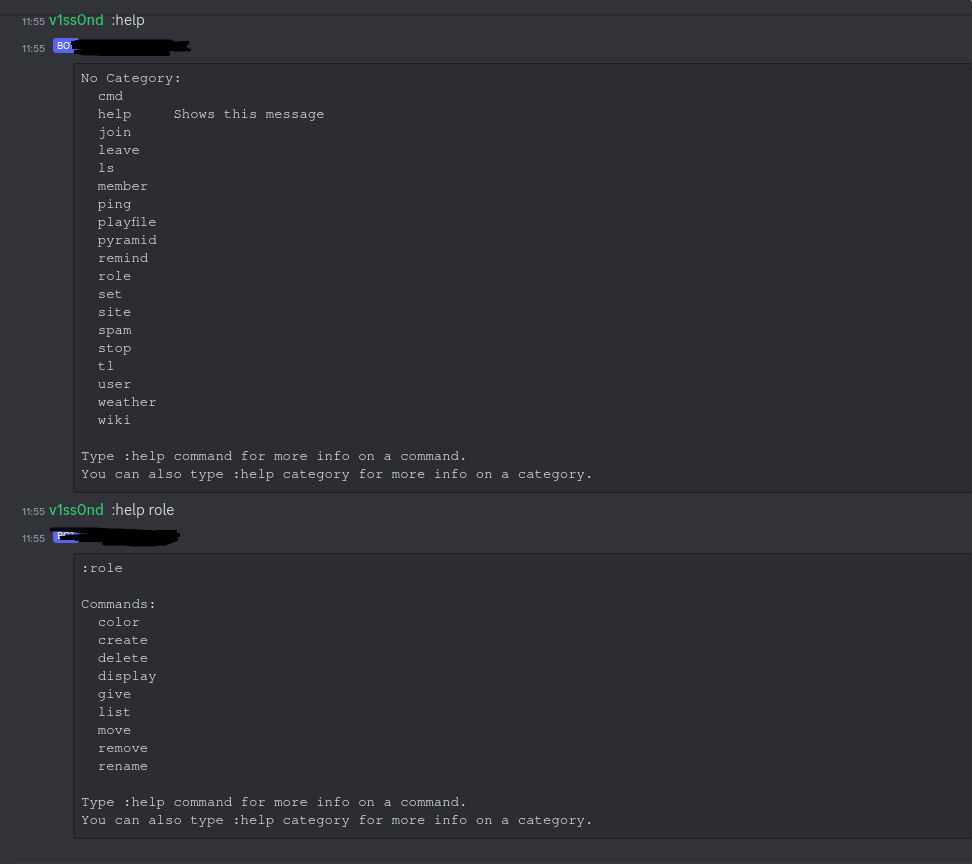 11:55 v1ss0nd :help
11:55 BOT
No Category:
cmd
help Shows this message
join
leave
ls
member
ping
playfile
pyramid
remind
role
set
site
spam
stop
tl
user
weather
wiki
Type :help command for more info on a command.
You can also type :help category for more info on a category.
11:55 v1ss0nd :help role
11:55 BOT
:role
Commands:
color
create
delete
display
give
list
move
remove
rename
Type :help command for more info on a command.
You can also type :help category for more info on a category.